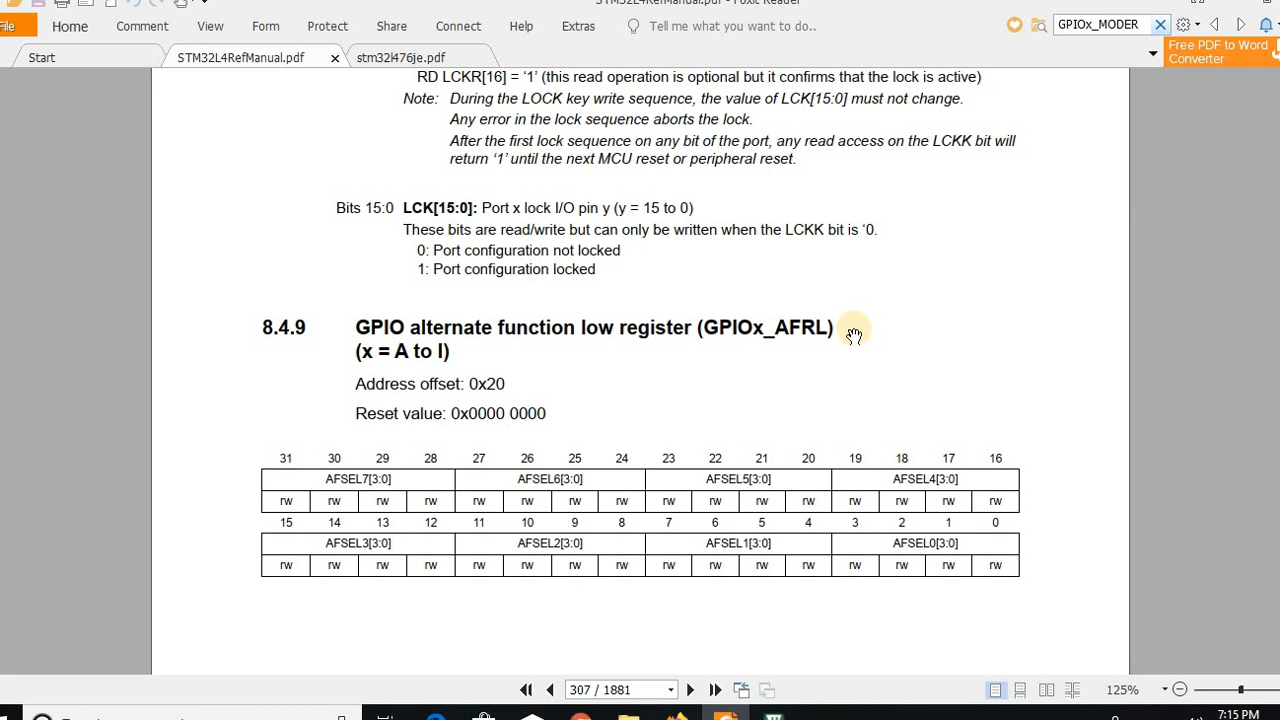 STM32L4RefManual.pdf - Foxit Reader
File Home Comment View Form Protect Share Connect Help Extras Tell me what you want to do.. GPIOx_MODER
Start STM32L4RefManual.pdf stm32l476je.pdf
Free PDF to Word
Converter
RD LCKR[16] = ‘1’ (this read operation is optional but it confirms that the lock is active)
Note: During the LOCK key write sequence, the value of LCK[15:0] must not change.
Any error in the lock sequence aborts the lock.
After the first lock sequence on any bit of the port, any read access on the LCKK bit will
return ‘1’ until the next MCU reset or peripheral reset.
Bits 15:0 LCK[15:0]: Port x lock I/O pin y (y = 15 to 0)
These bits are read/write but can only be written when the LCKK bit is ‘0.
0: Port configuration not locked
1: Port configuration locked
8.4.9 GPIO alternate function low register (GPIOx_AFRL)
(x = A to I)
Address offset: 0x20
Reset value: 0x0000 0000
31 30 29 28 27 26 25 24 23 22 21 20 19 18 17 16
AFSEL7[3:0] AFSEL6[3:0] AFSEL5[3:0] AFSEL4[3:0]
rw rw rw rw rw rw rw rw rw rw rw rw rw rw rw rw
15 14 13 12 11 10 9 8 7 6 5 4 3 2 1 0
AFSEL3[3:0] AFSEL2[3:0] AFSEL1[3:0] AFSEL0[3:0]
rw rw rw rw rw rw rw rw rw rw rw rw rw rw rw rw
307 / 1881 125%
7:15 PM